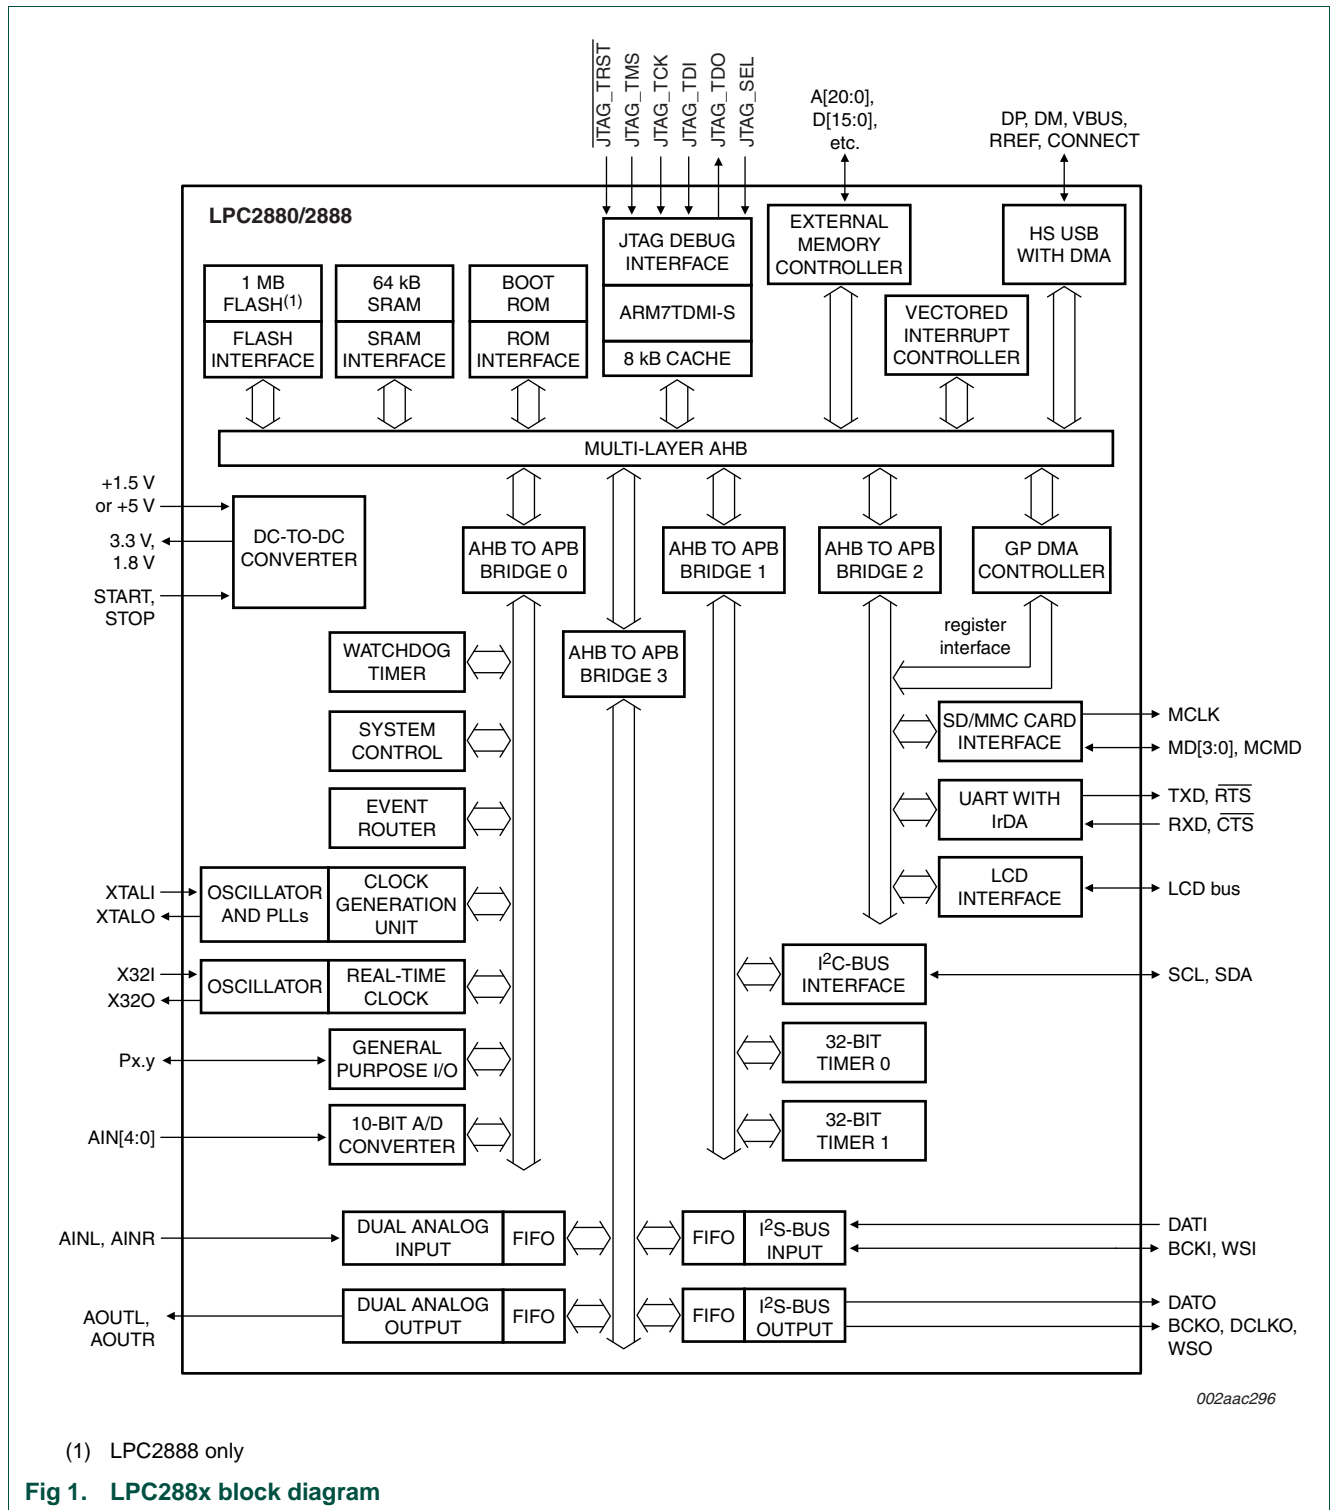 JTAG_TRST
JTAG_TMS
JTAG_TCK
JTAG_TDI
JTAG_TDO
JTAG_SEL
A[20:0],
D[15:0],
etc.
DP, DM, VBUS,
RREF, CONNECT
LPC2880/2888
1 MB
FLASH(1)
FLASH
INTERFACE
64 kB
SRAM
SRAM
INTERFACE
BOOT
ROM
ROM
INTERFACE
JTAG DEBUG
INTERFACE
ARM7TDMI-S
8 kB CACHE
EXTERNAL
MEMORY
CONTROLLER
VECTORED
INTERRUPT
CONTROLLER
HS USB
WITH DMA
MULTI-LAYER AHB
+1.5 V
or +5 V
3.3 V,
1.8 V
START,
STOP
DC-TO-DC
CONVERTER
AHB TO APB
BRIDGE 0
AHB TO APB
BRIDGE 1
AHB TO APB
BRIDGE 2
GP DMA
CONTROLLER
register
interface
AHB TO APB
BRIDGE 3
WATCHDOG
TIMER
SYSTEM
CONTROL
EVENT
ROUTER
XTALI
XTALO
OSCILLATOR
AND PLLs
CLOCK
GENERATION
UNIT
X32I
X32O
OSCILLATOR
REAL-TIME
CLOCK
Px.y
GENERAL
PURPOSE I/O
AIN[4:0]
10-BIT A/D
CONVERTER
SD/MMC CARD
INTERFACE
MCLK
MD[3:0], MCMD
UART WITH
IrDA
TXD, RTS
RXD, CTS
LCD
INTERFACE
LCD bus
I2C-BUS
INTERFACE
SCL, SDA
32-BIT
TIMER 0
32-BIT
TIMER 1
AINL, AINR
DUAL ANALOG
INPUT
FIFO
FIFO
I2S-BUS
INPUT
DATI
BCKI, WSI
AOUTL,
AOUTR
DUAL ANALOG
OUTPUT
FIFO
FIFO
I2S-BUS
OUTPUT
DATO
BCKO, DCLKO,
WSO
002aac296
(1) LPC2888 only
Fig 1. LPC288x block diagram